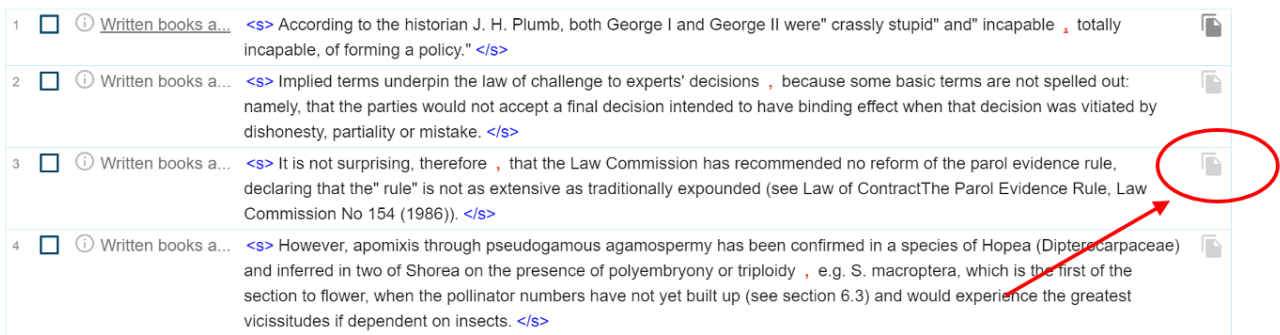 1 Written books a... <s> According to the historian J. H. Plumb, both George I and George II were" crassly stupid" and" incapable , totally
incapable, of forming a policy." </s>
2 Written books a... <s> Implied terms underpin the law of challenge to experts' decisions , because some basic terms are not spelled out:
namely, that the parties would not accept a final decision intended to have binding effect when that decision was vitiated by
dishonesty, partiality or mistake. </s>
3 Written books a... <s> It is not surprising, therefore , that the Law Commission has recommended no reform of the parol evidence rule,
declaring that the" rule" is not as extensive as traditionally expounded (see Law of ContractThe Parol Evidence Rule, Law
Commission No 154 (1986)). </s>
4 Written books a... <s> However, apomixis through pseudogamous agamospermy has been confirmed in a species of Hopea (Dipterocarpaceae)
and inferred in two of Shorea on the presence of polyembryony or triploidy , e.g. S. macroptera, which is the first of the
section to flower, when the pollinator numbers have not yet built up (see section 6.3) and would experience the greatest
vicissitudes if dependent on insects. </s>